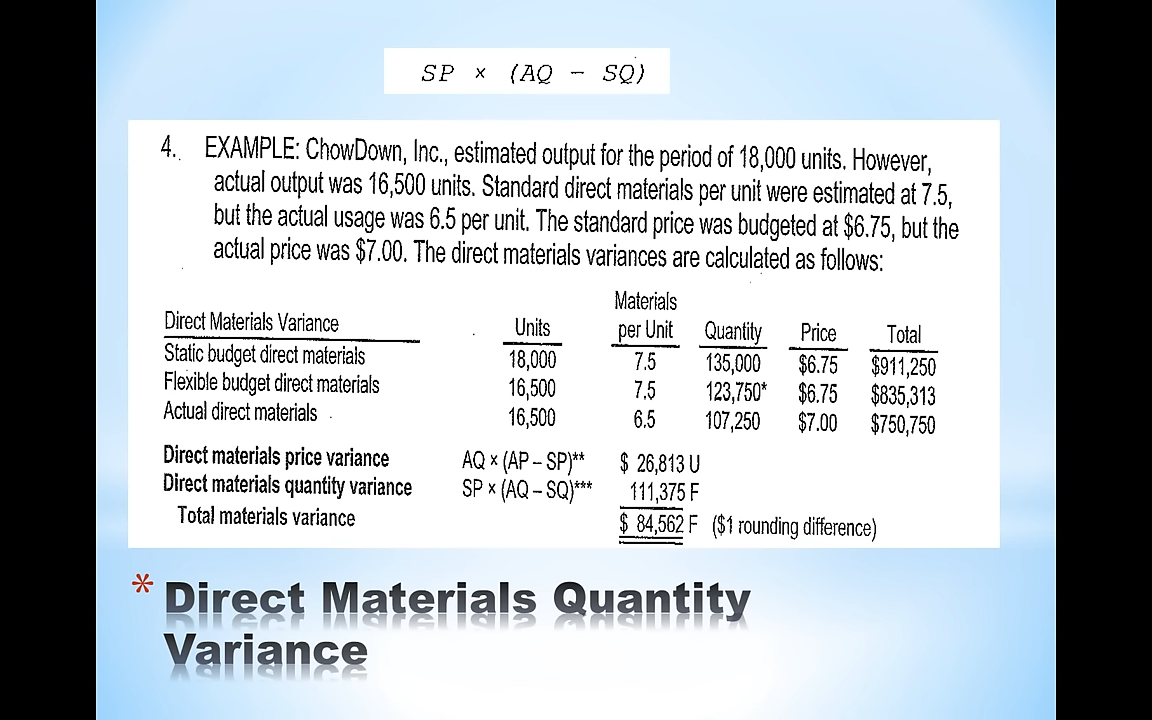 SP × (AQ - SQ)
4. EXAMPLE: ChowDown, Inc., estimated output for the period of 18,000 units. However,
actual output was 16,500 units. Standard direct materials per unit were estimated at 7.5,
but the actual usage was 6.5 per unit. The standard price was budgeted at $6.75, but the
actual price was $7.00. The direct materials variances are calculated as follows:
Materials
Direct Materials Variance Units per Unit Quantity Price Total
Static budget direct materials 18,000 7.5 135,000 $6.75 $911,250
Flexible budget direct materials 16,500 7.5 123,750* $6.75 $835,313
Actual direct materials 16,500 6.5 107,250 $7.00 $750,750
Direct materials price variance AQ × (AP – SP)** $ 26,813 U
Direct materials quantity variance SP × (AQ – SQ)*** 111,375 F
Total materials variance $ 84,562 F ($1 rounding difference)
* Direct Materials Quantity
Variance